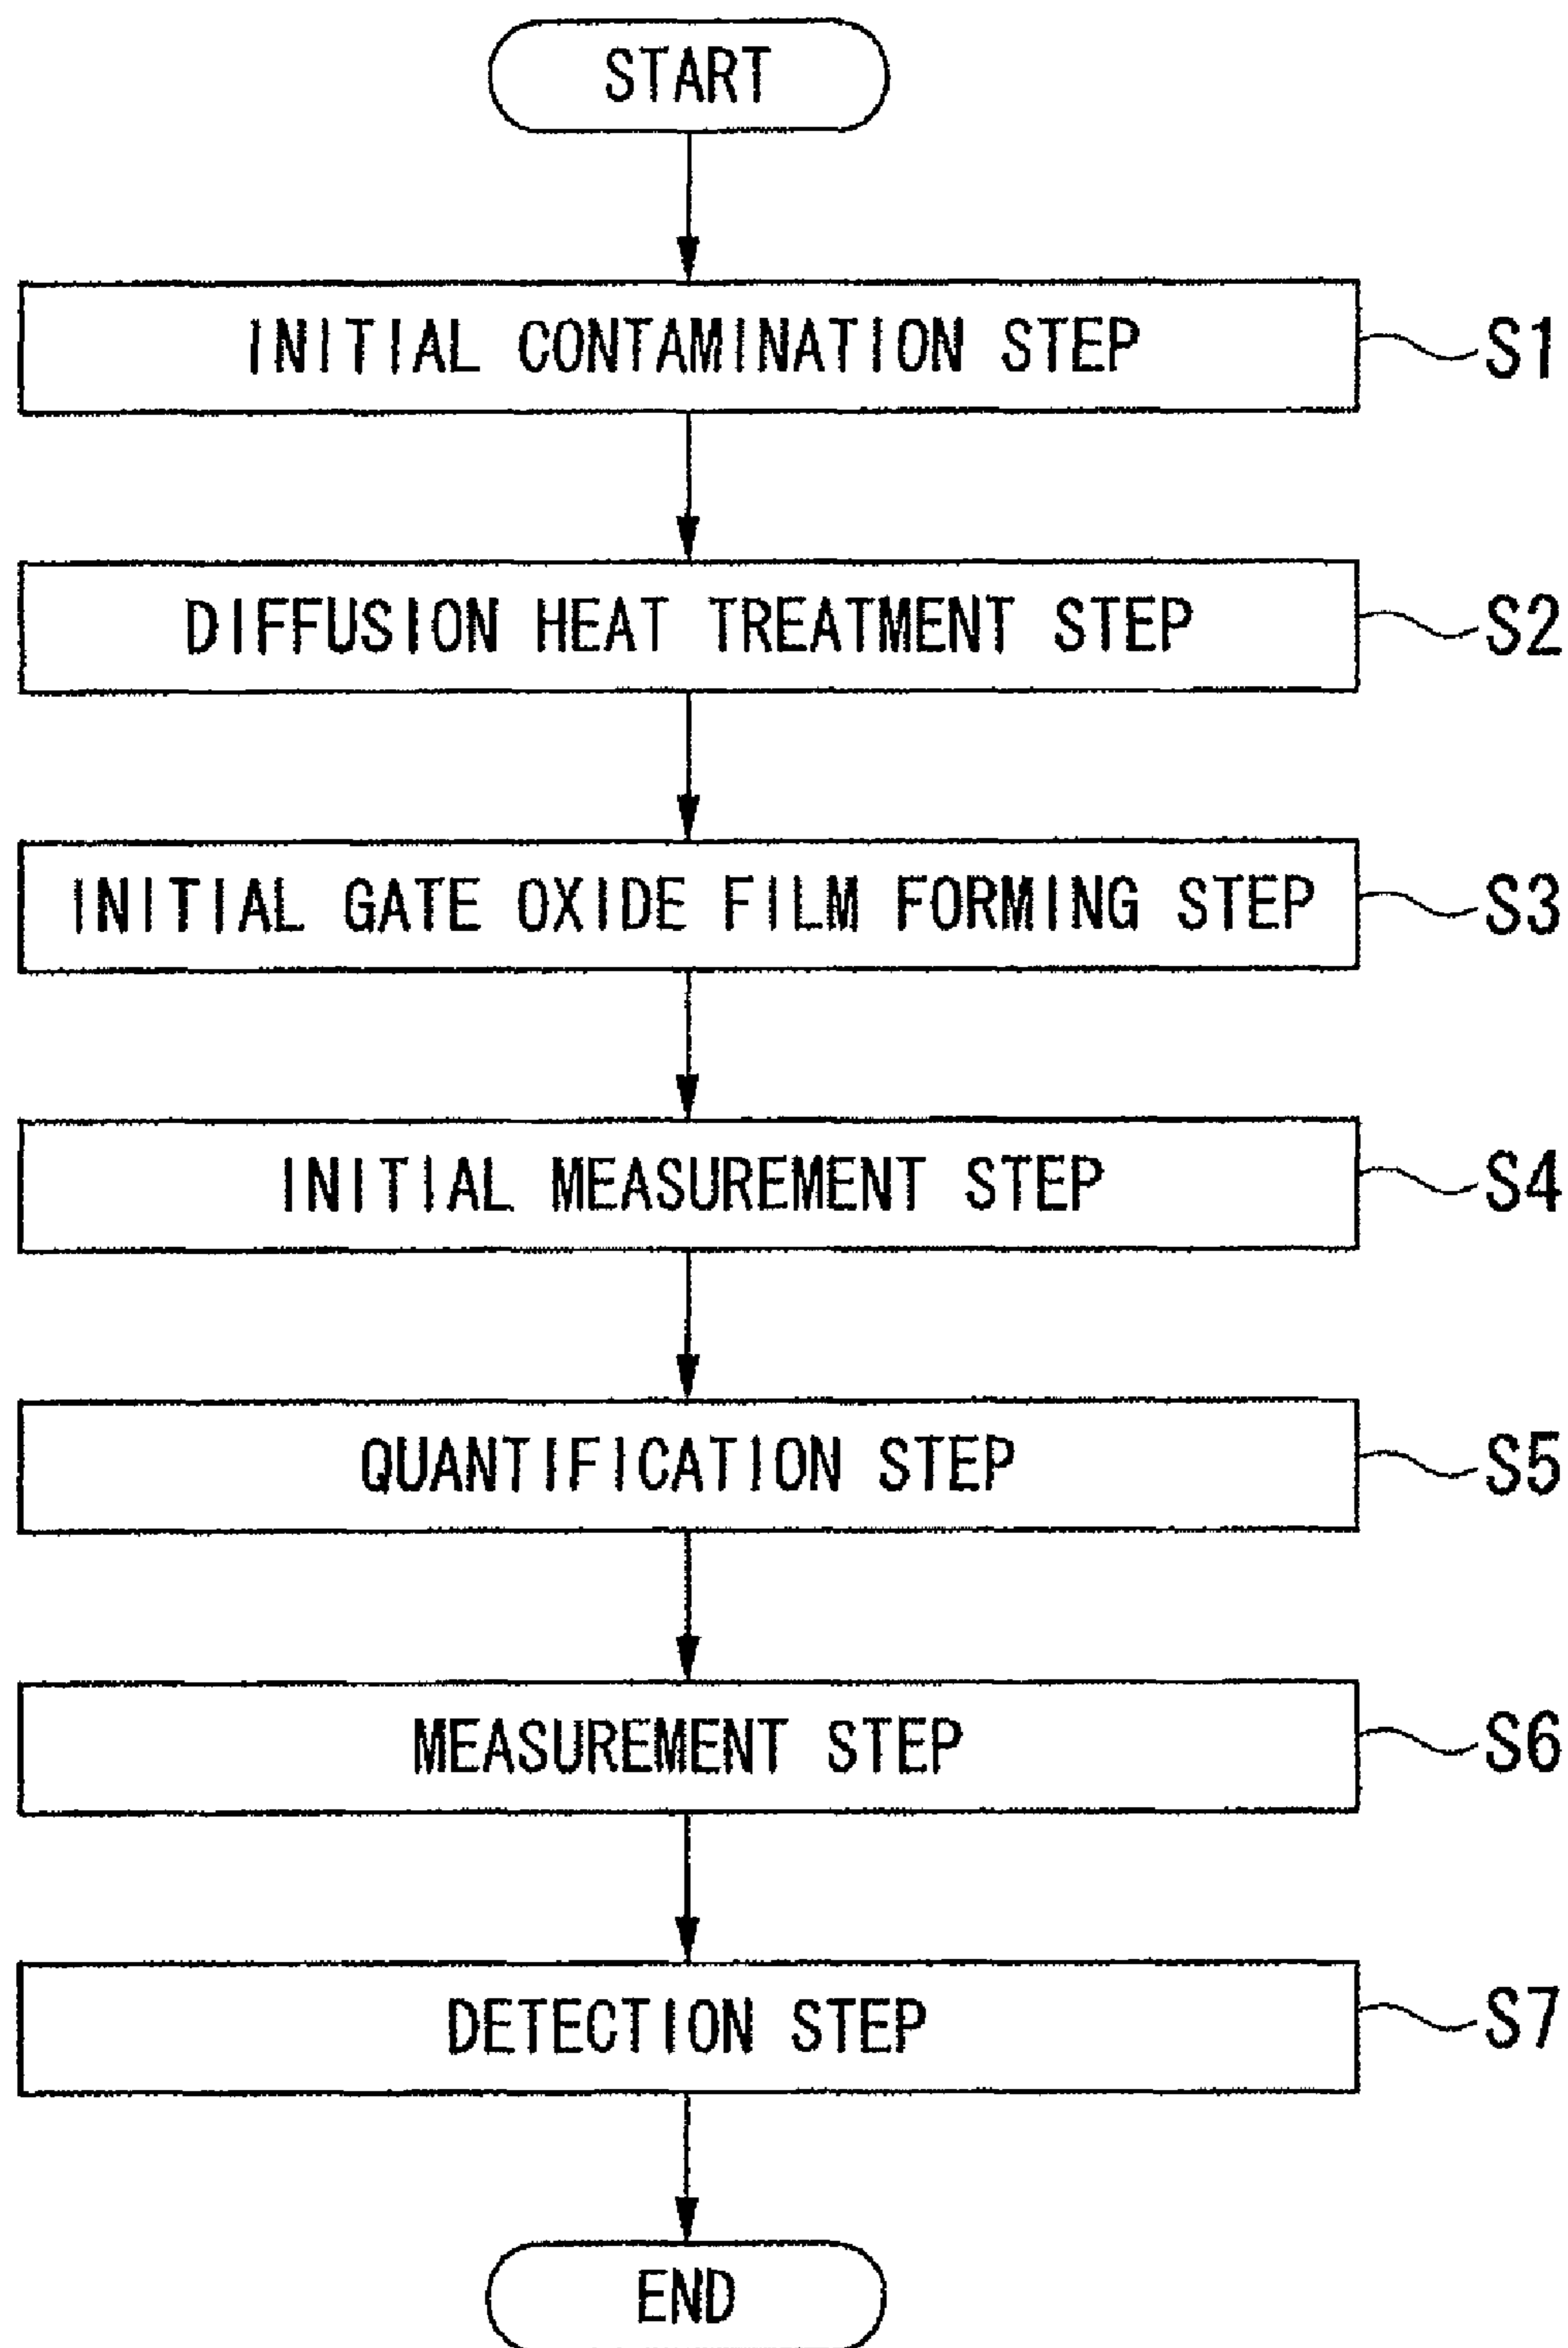 START
INITIAL CONTAMINATION STEP S1
DIFFUSION HEAT TREATMENT STEP S2
INITIAL GATE OXIDE FILM FORMING STEP S3
INITIAL MEASUREMENT STEP S4
QUANTIFICATION STEP S5
MEASUREMENT STEP S6
DETECTION STEP S7
END